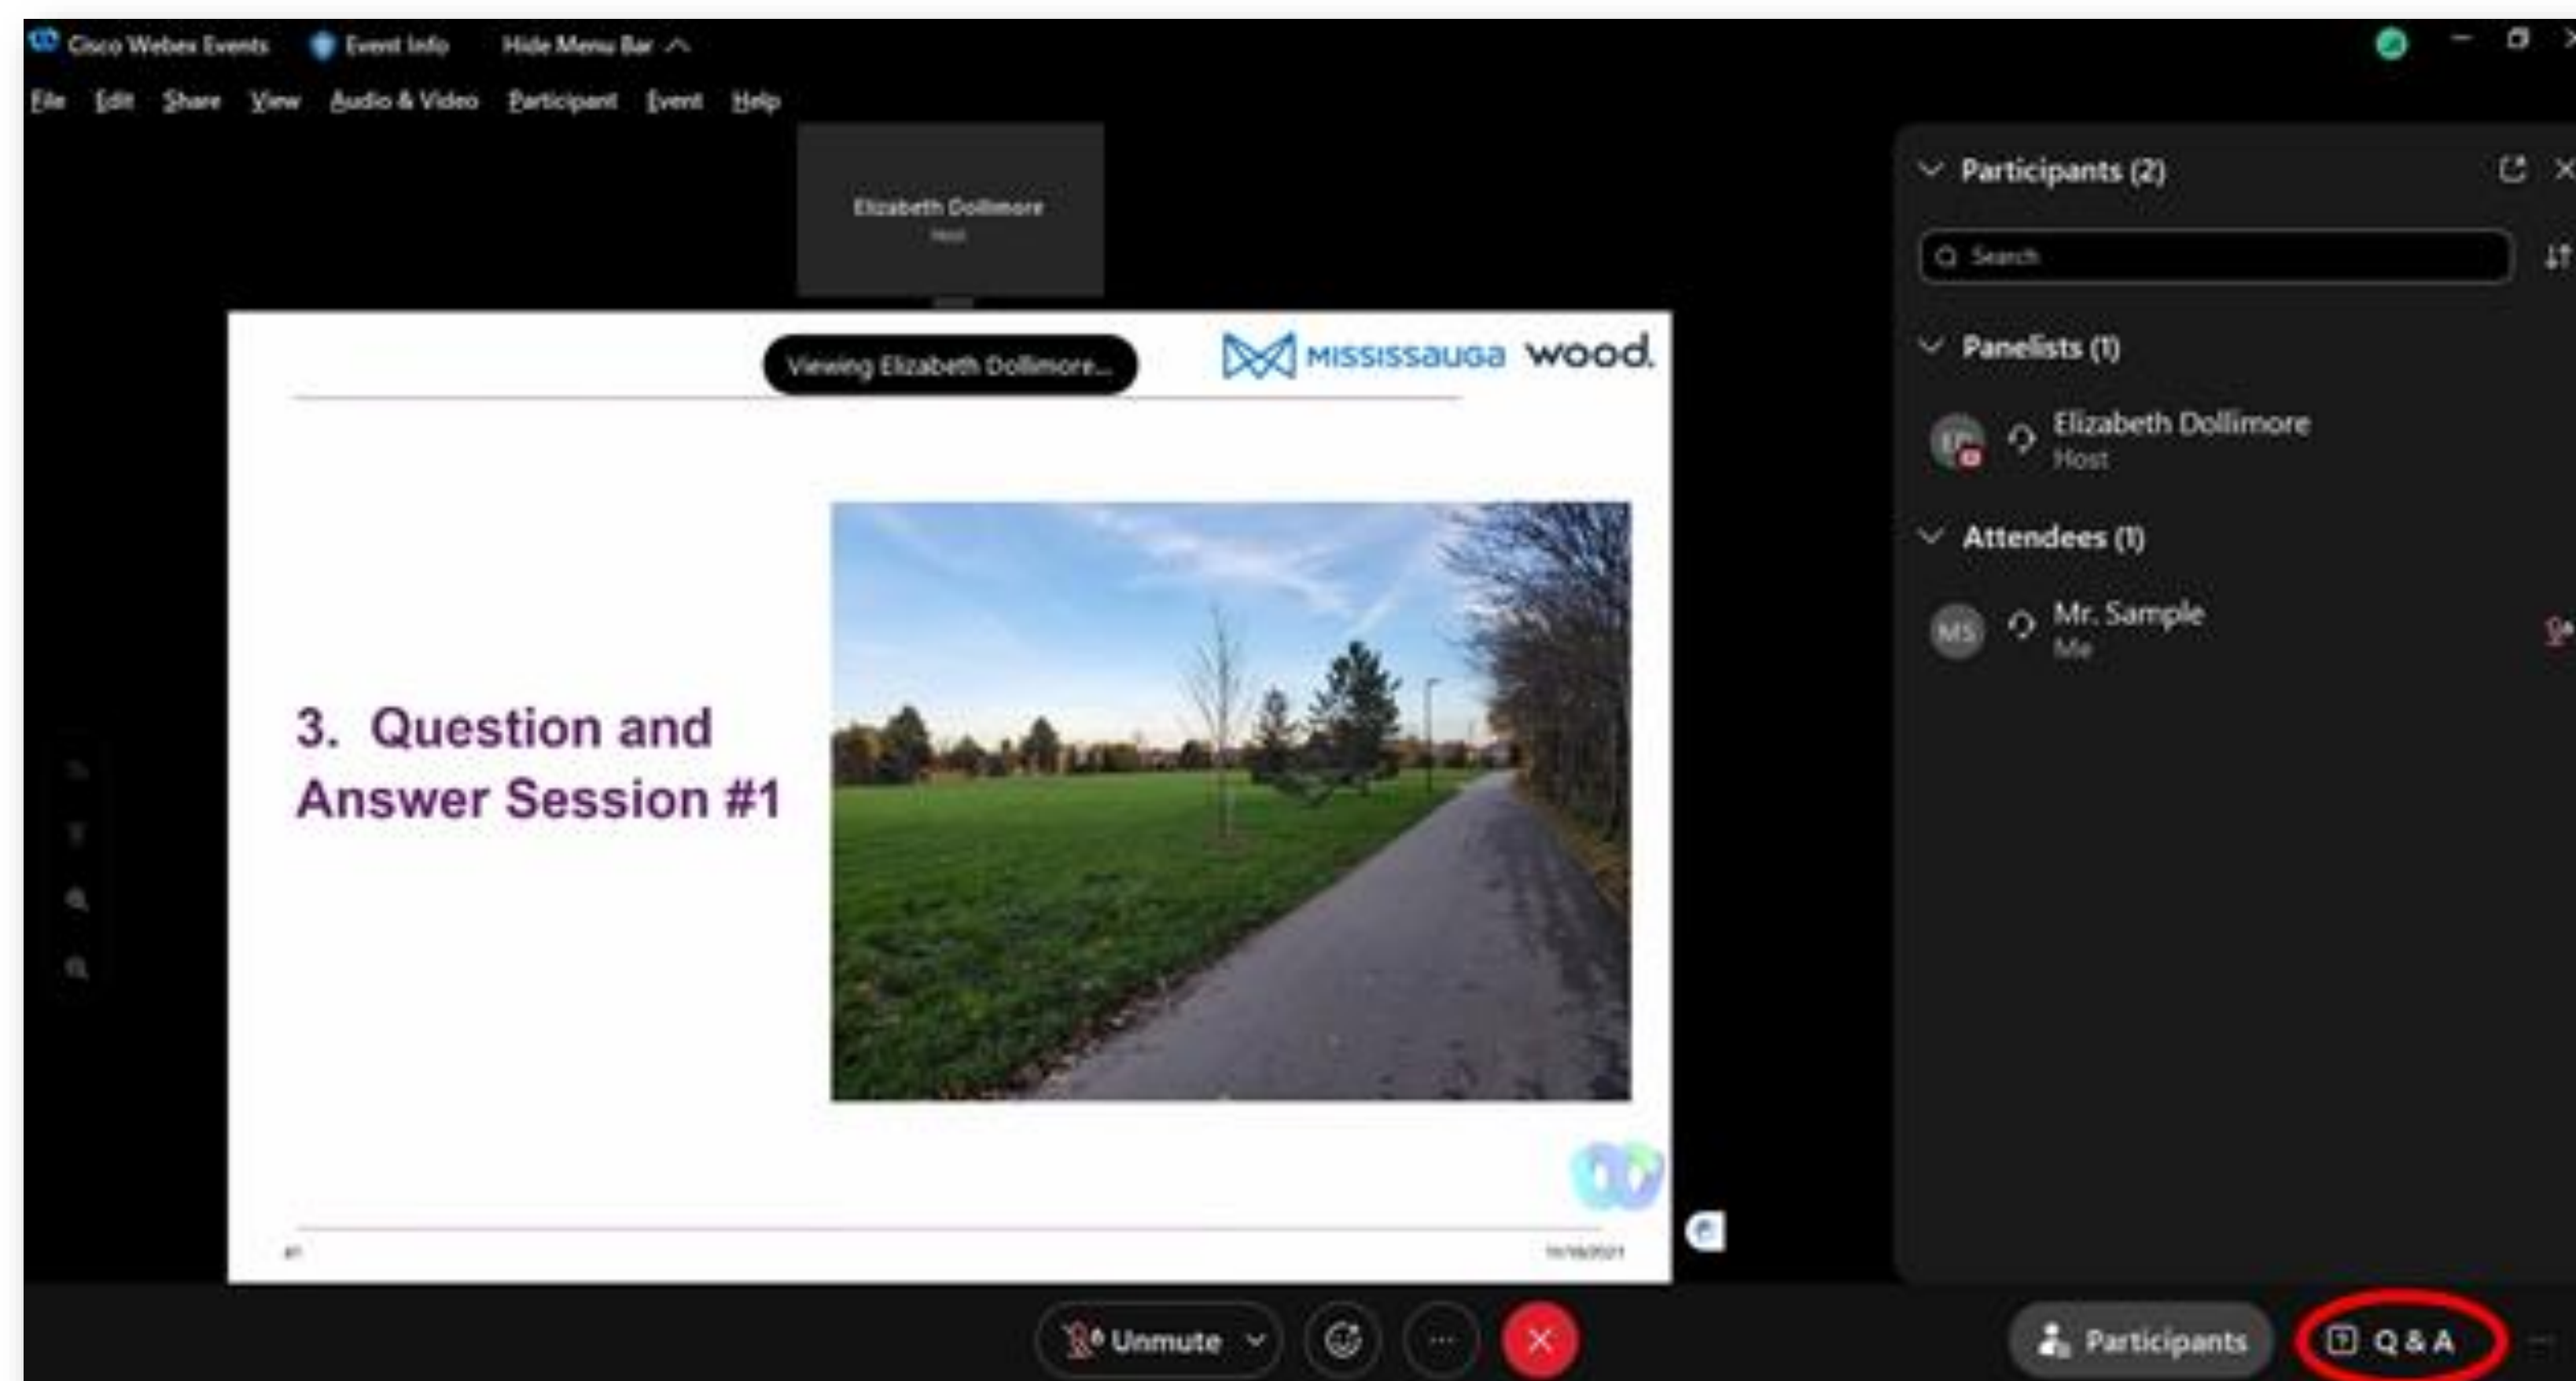 Cisco Webex Events Event Info Hide Menu Bar
File Edit Share View Audio & Video Participant Event Help
Elizabeth Dollimore
Host
Viewing Elizabeth Dollimore...
MISSISSAUGA wood.
3. Question and
Answer Session #1
Participants (2)
Search
Panelists (1)
Elizabeth Dollimore
Host
Attendees (1)
MS Mr. Sample
Me
Unmute
Participants
Q & A